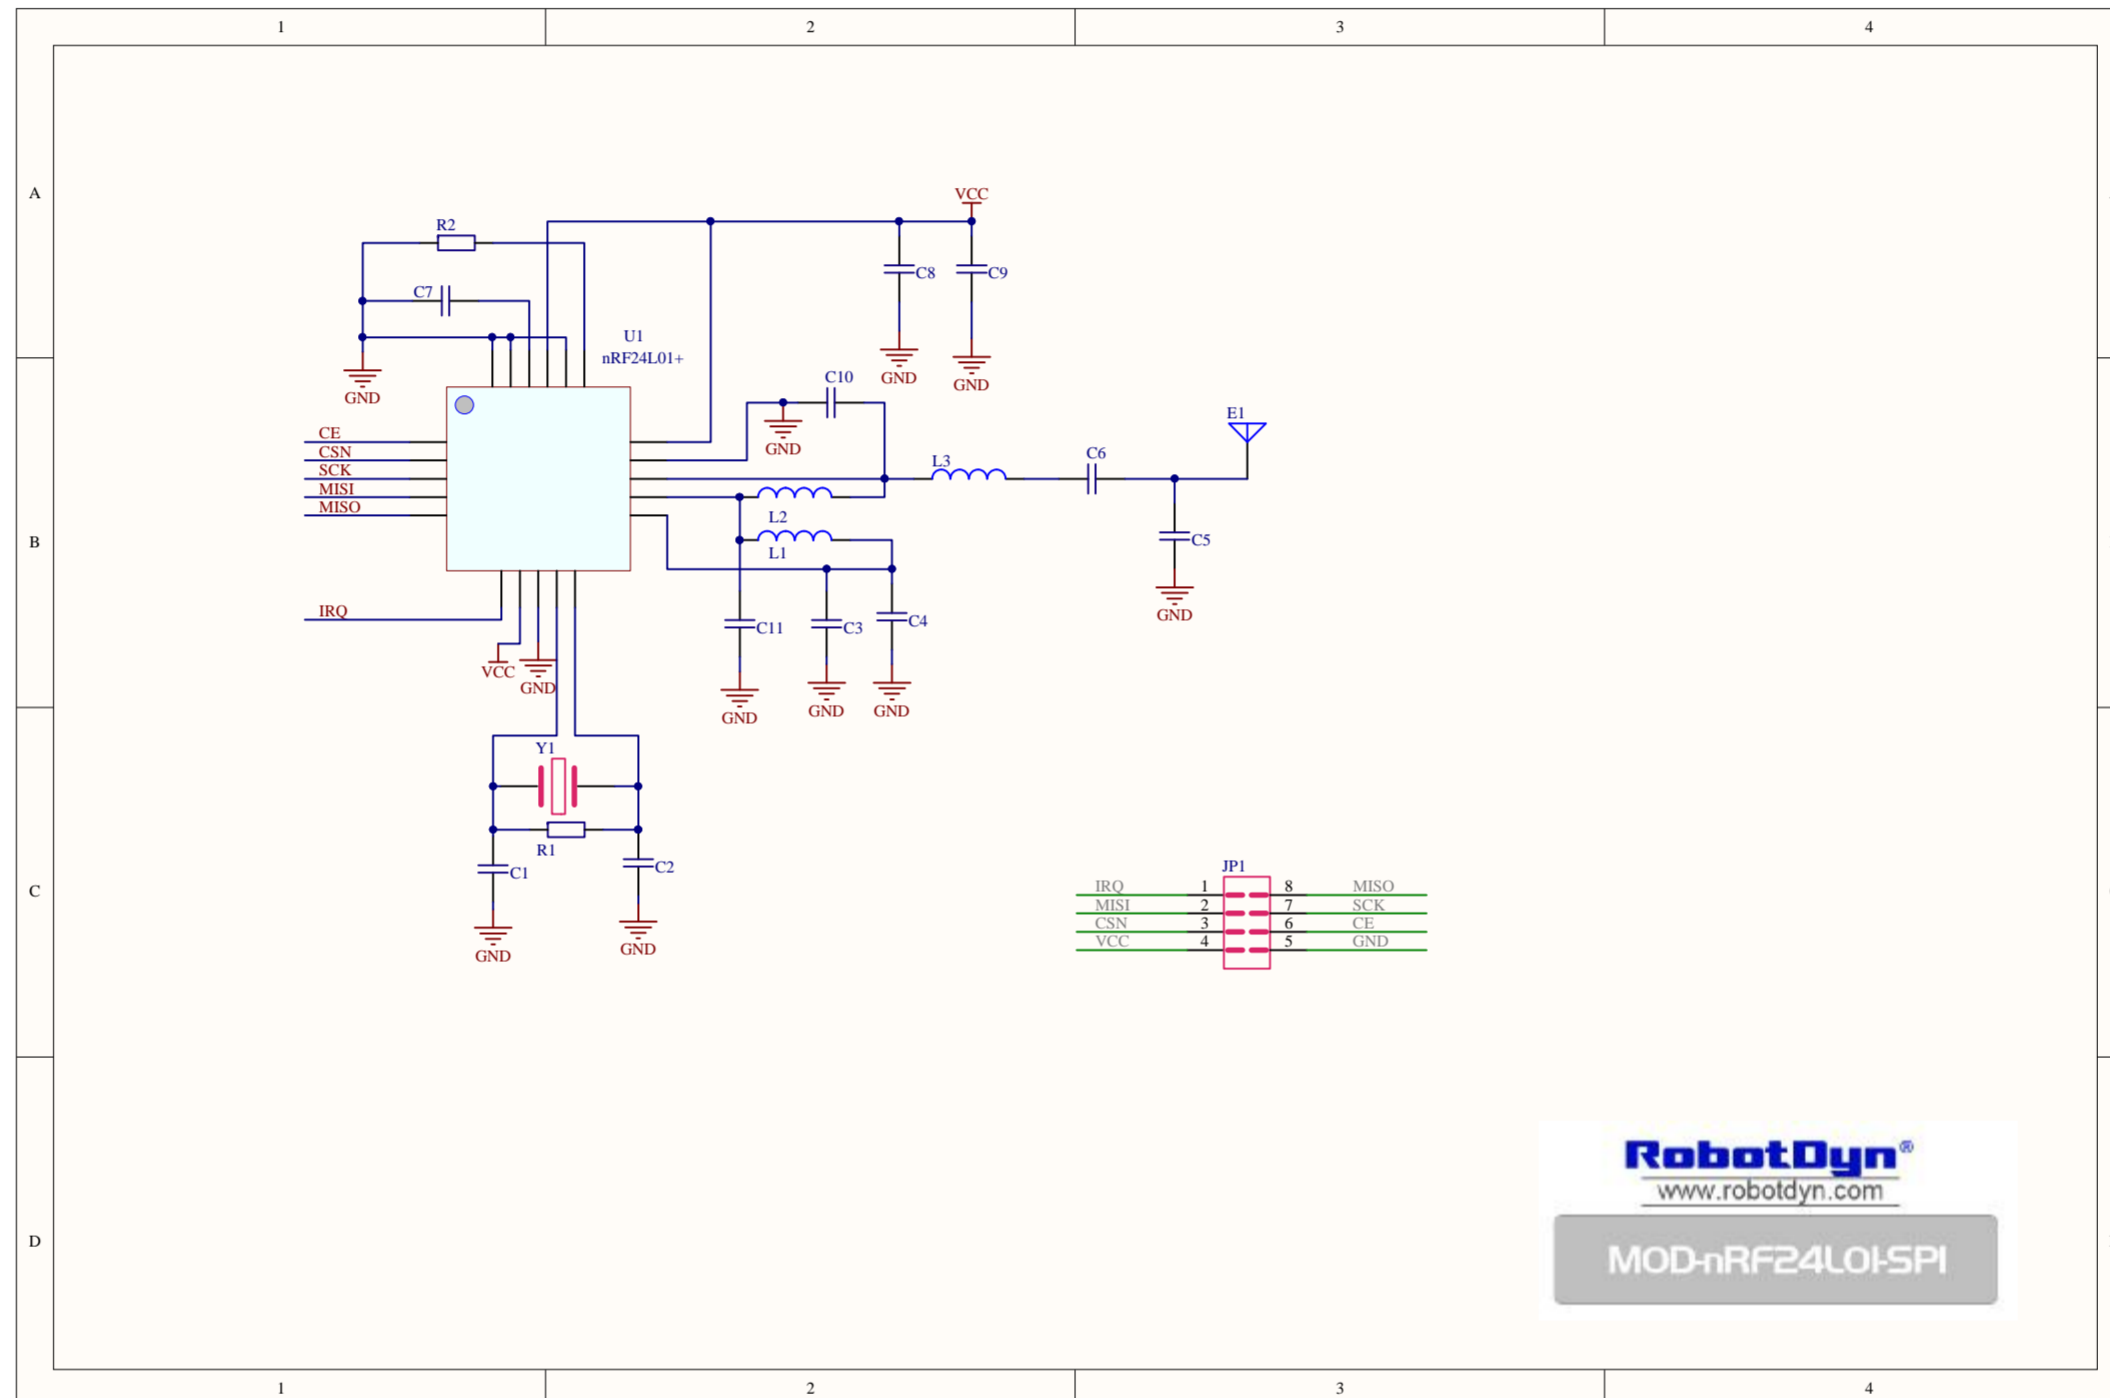 1 2 3 4
A
VCC
R2
C8 C9
C7
U1
nRF24L01+
GND
GND
GND
C10
GND
E1
CE
CSN
SCK
MISI
MISO
L3
C6
L2
L1
B
C5
GND
IRQ
C11 C3 C4
VCC
GND
GND GND GND
Y1
R1
C1 C2
GND GND
C
JP1
IRQ 1 8 MISO
MISI 2 7 SCK
CSN 3 6 CE
VCC 4 5 GND
RobotDyn®
www.robotdyn.com
D
MOD-nRF24L01-SPI
1 2 3 4